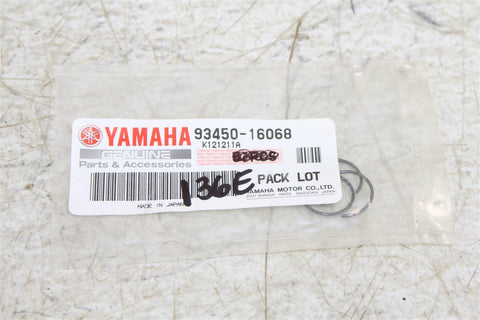 YAMAHA 93450-16068
GENUINE K121211A
Parts & Accessories
136E PACK LOT
YAMAHA MOTOR CO., LTD.
MADE IN JAPAN